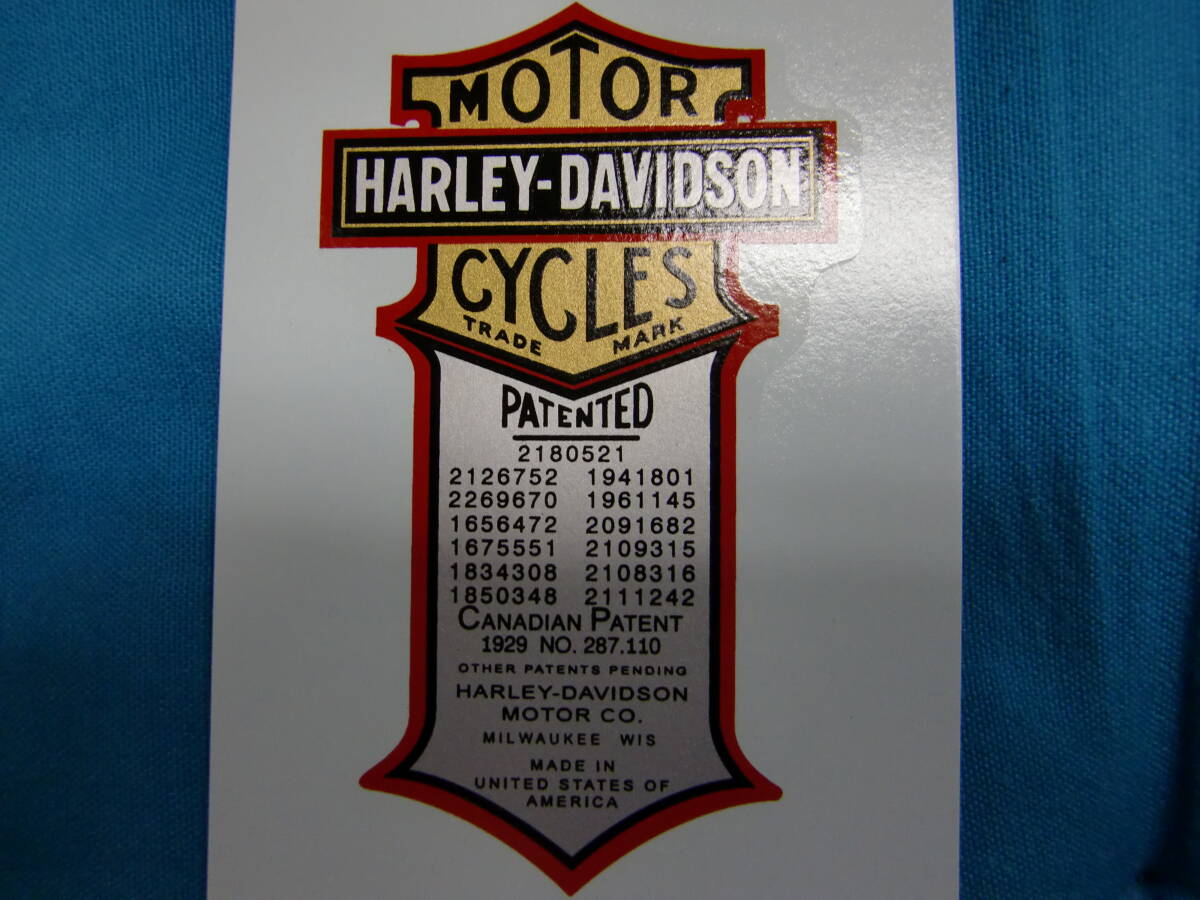 MOTOR
HARLEY-DAVIDSON
CYCLES
TRADE MARK
PATENTED
2180521
2126752 1941801
2269670 1961145
1656472 2091682
1675551 2109315
1834308 2108316
1850348 2111242
CANADIAN PATENT
1929 NO. 287.110
OTHER PATENTS PENDING
HARLEY-DAVIDSON
MOTOR CO.
MILWAUKEE WIS
MADE IN
UNITED STATES OF
AMERICA